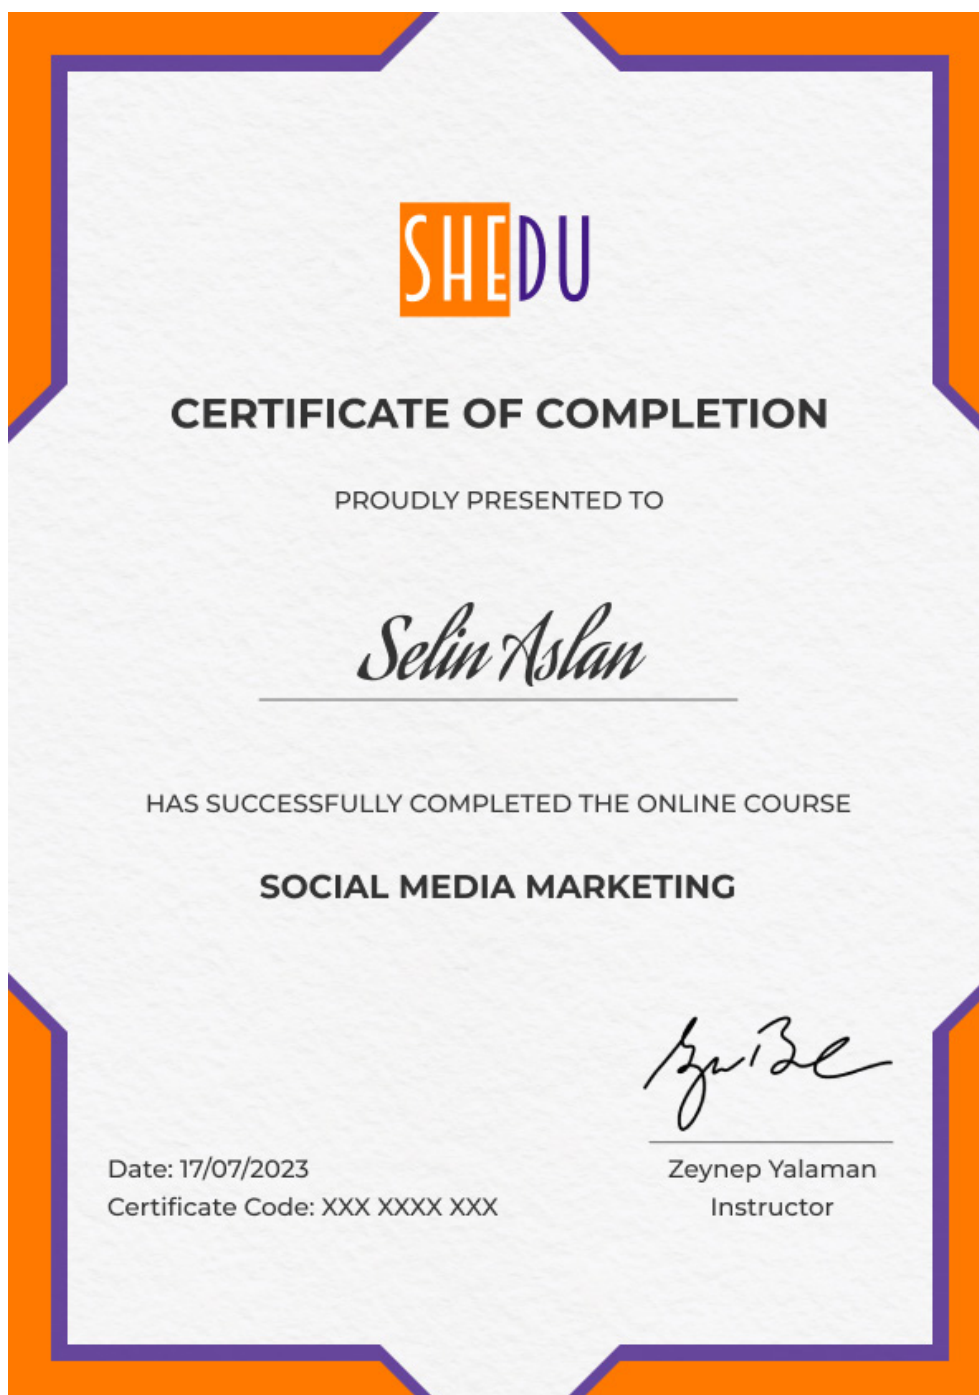 SHEDU
CERTIFICATE OF COMPLETION
PROUDLY PRESENTED TO
Selin Aslan
HAS SUCCESSFULLY COMPLETED THE ONLINE COURSE
SOCIAL MEDIA MARKETING
Date: 17/07/2023
Certificate Code: XXX XXXX XXX
Zeynep Yalaman
Instructor